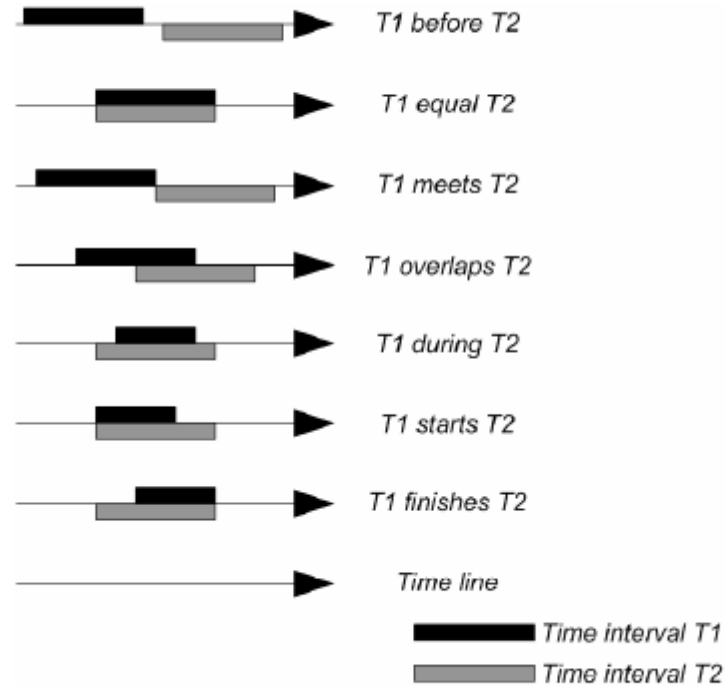 T1 before T2
T1 equal T2
T1 meets T2
T1 overlaps T2
T1 during T2
T1 starts T2
T1 finishes T2
Time line
Time interval T1
Time interval T2